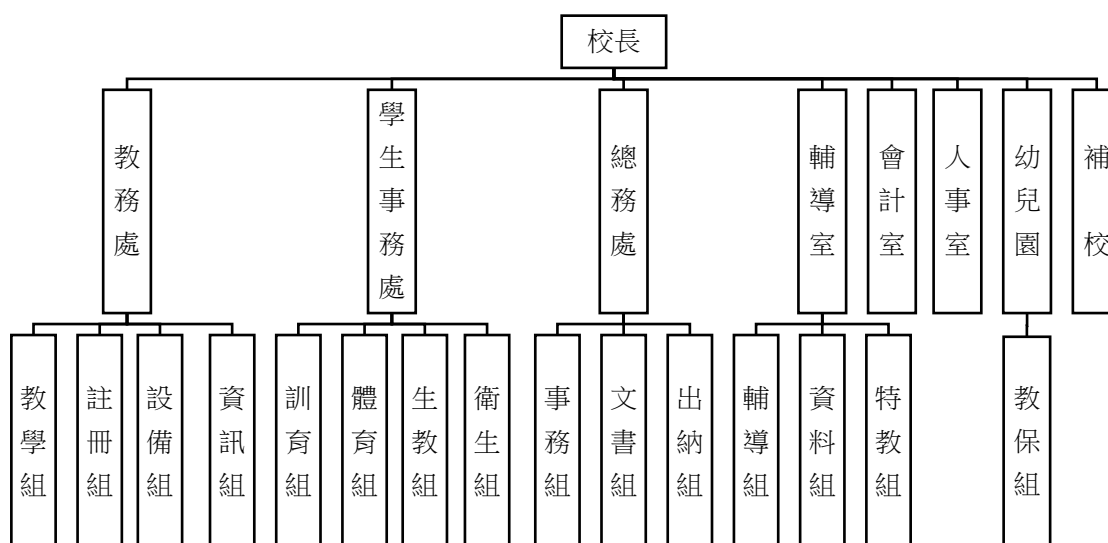 校長
教務處
學生事務處
總務處
輔導室
會計室
人事室
幼兒園
補校
教學組
註冊組
設備組
資訊組
訓育組
體育組
生教組
衛生組
事務組
文書組
出納組
輔導組
資料組
特教組
教保組